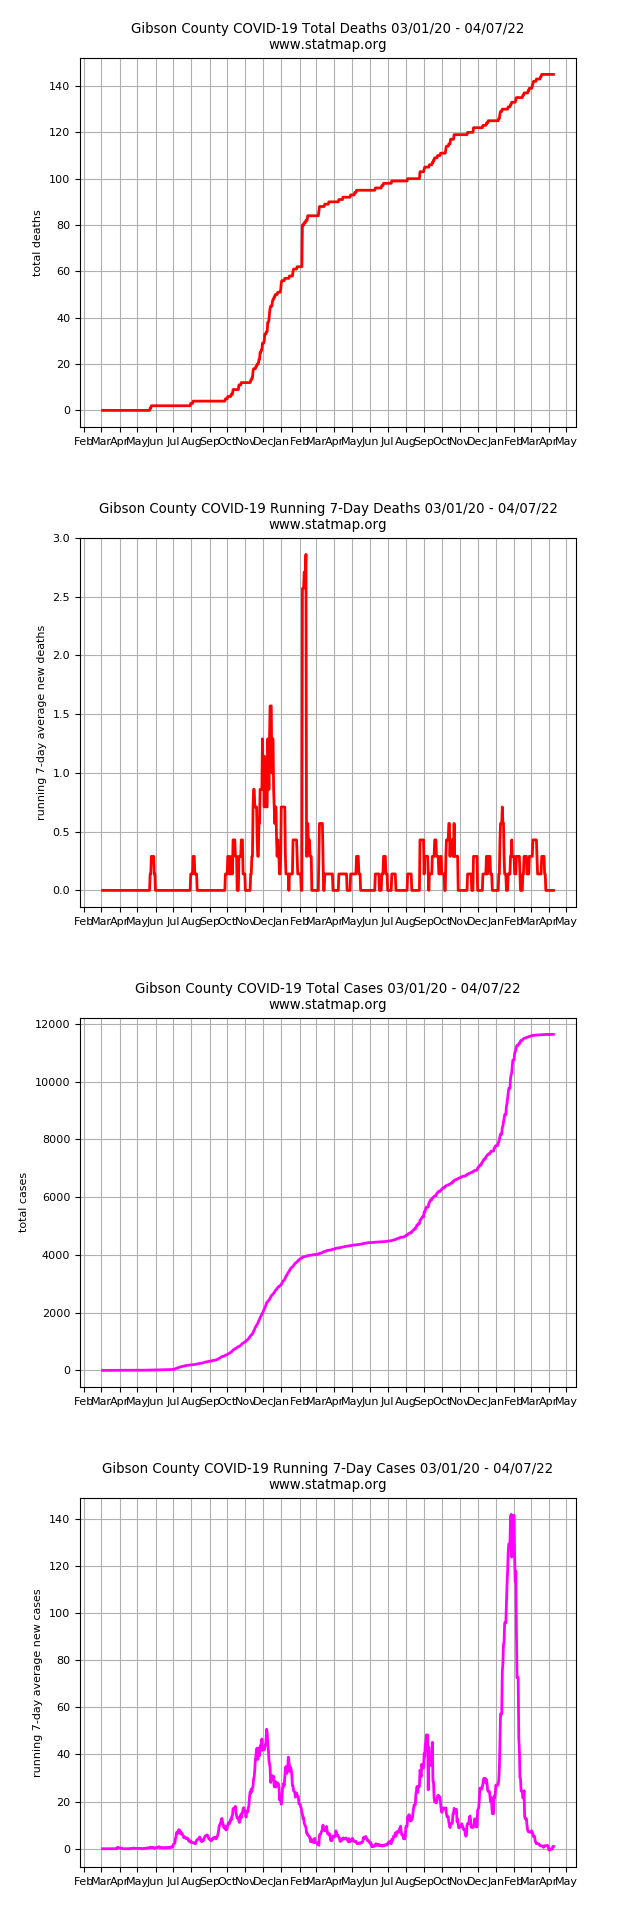 Gibson County COVID-19 Total Deaths 03/01/20 - 04/07/22
www.statmap.org
140
120
100
80
60
40
20
0
total deaths
Feb Mar Apr May Jun Jul Aug Sep Oct Nov Dec Jan Feb Mar Apr May Jun Jul Aug Sep Oct Nov Dec Jan Feb Mar Apr May
Gibson County COVID-19 Running 7-Day Deaths 03/01/20 - 04/07/22
www.statmap.org
3.0
2.5
2.0
1.5
1.0
0.5
0.0
running 7-day average new deaths
Feb Mar Apr May Jun Jul Aug Sep Oct Nov Dec Jan Feb Mar Apr May Jun Jul Aug Sep Oct Nov Dec Jan Feb Mar Apr May
Gibson County COVID-19 Total Cases 03/01/20 - 04/07/22
www.statmap.org
12000
10000
8000
6000
4000
2000
0
total cases
Feb Mar Apr May Jun Jul Aug Sep Oct Nov Dec Jan Feb Mar Apr May Jun Jul Aug Sep Oct Nov Dec Jan Feb Mar Apr May
Gibson County COVID-19 Running 7-Day Cases 03/01/20 - 04/07/22
www.statmap.org
140
120
100
80
60
40
20
0
running 7-day average new cases
Feb Mar Apr May Jun Jul Aug Sep Oct Nov Dec Jan Feb Mar Apr May Jun Jul Aug Sep Oct Nov Dec Jan Feb Mar Apr May